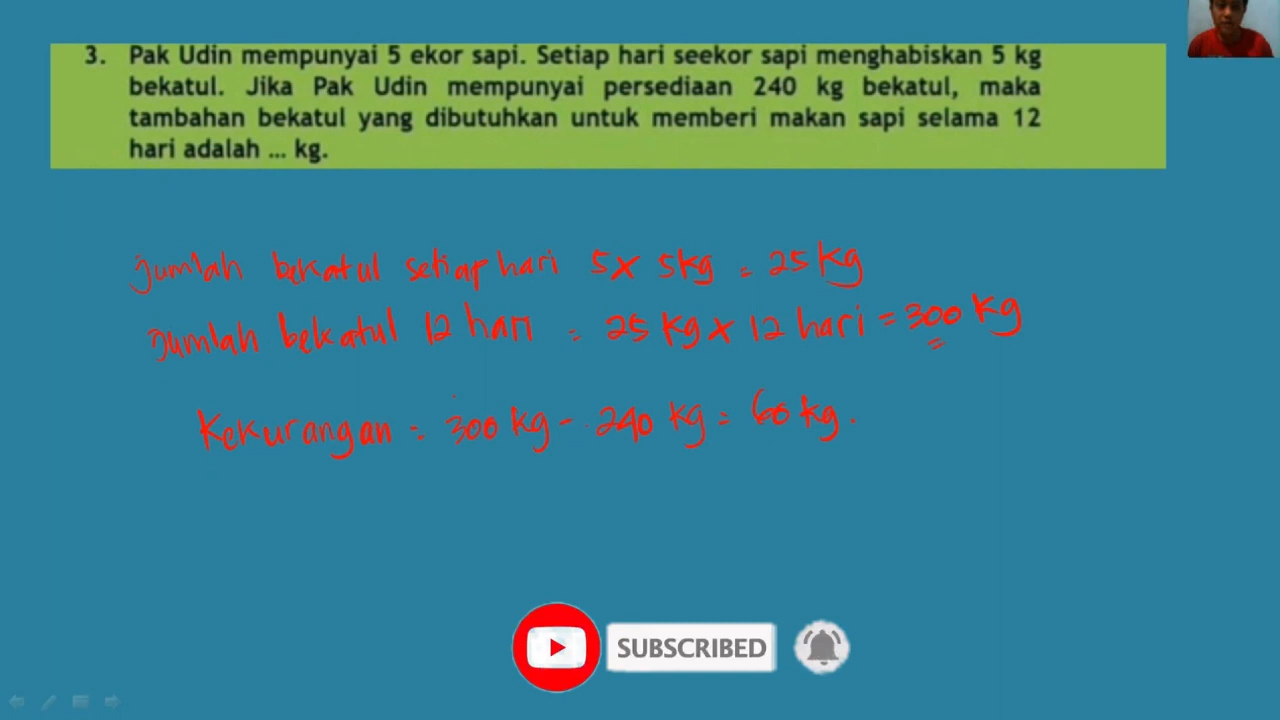 3. Pak Udin mempunyai 5 ekor sapi. Setiap hari seekor sapi menghabiskan 5 kg
bekatul. Jika Pak Udin mempunyai persediaan 240 kg bekatul, maka
tambahan bekatul yang dibutuhkan untuk memberi makan sapi selama 12
hari adalah ... kg.
jumlah bekatul setiap hari 5 x 5kg = 25 kg
Jumlah bekatul 12 hari = 25 kg x 12 hari = 300 kg
Kekurangan = 300 kg - 240 kg = 60 kg.
SUBSCRIBED